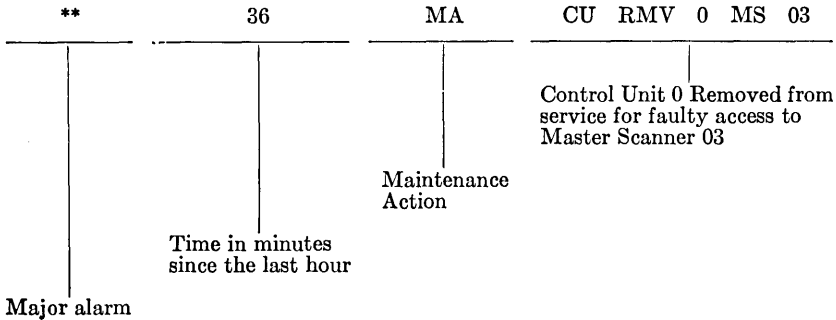 ** 36 MA CU RMV 0 MS 03
Control Unit 0 Removed from
service for faulty access to
Master Scanner 03
Maintenance
Action
Time in minutes
since the last hour
Major alarm